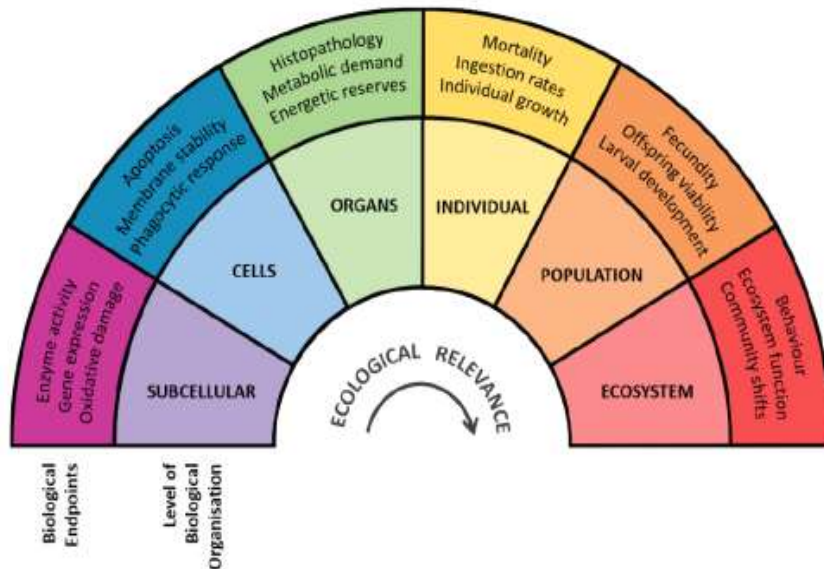 Enzyme activity
Gene expression
Oxidative damage
Apoptosis
Membrane stability
Phagocytic response
Histopathology
Metabolic demand
Energetic reserves
Mortality
Ingestion rates
Individual growth
Fecundity
Offspring viability
Larval development
Behaviour
Ecosystem function
Community shifts
SUBCELLULAR
CELLS
ORGANS
INDIVIDUAL
POPULATION
ECOSYSTEM
ECOLOGICAL RELEVANCE
Biological
Endpoints
Level of
Biological
Organisation